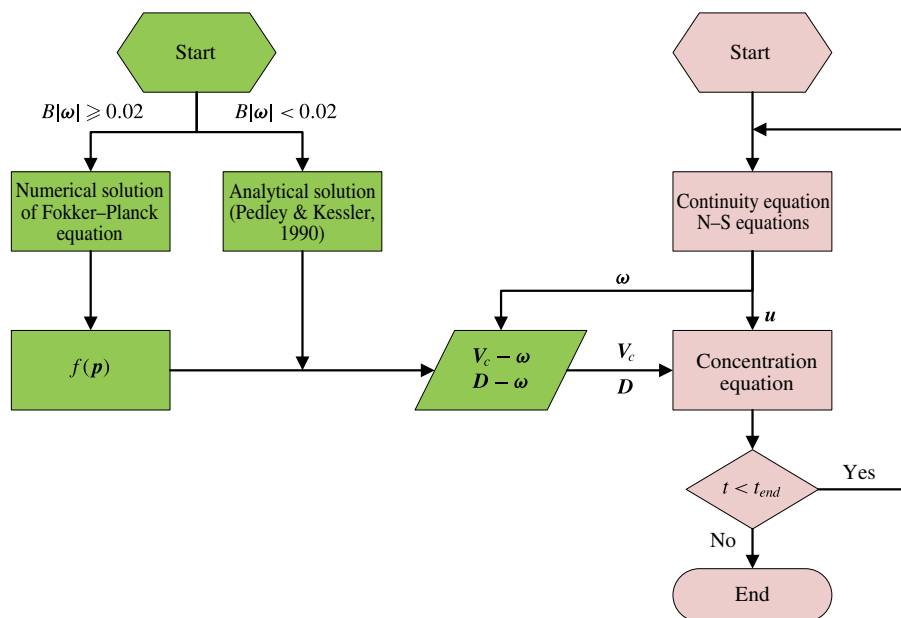 Start
B|ω| ⩾ 0.02
B|ω| < 0.02
Numerical solution
of Fokker–Planck
equation
Analytical solution
(Pedley & Kessler,
1990)
f(p)
V_c − ω
D − ω
Start
Continuity equation
N–S equations
ω
u
V_c
D
Concentration
equation
t < t_end
Yes
No
End